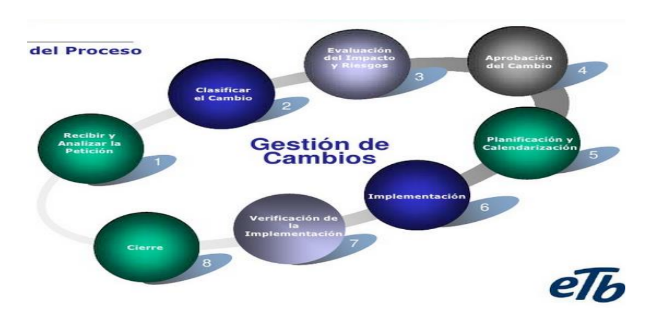 del Proceso
Recibir y
Analizar la
Petición
1
Clasificar
el Cambio
2
Evaluación
del Impacto
y Riesgos
3
Aprobación
del Cambio
4
Gestión de
Cambios
Planificación y
Calendarización
5
Implementación
6
Verificación de
la
Implementación
7
Cierre
8
eTb